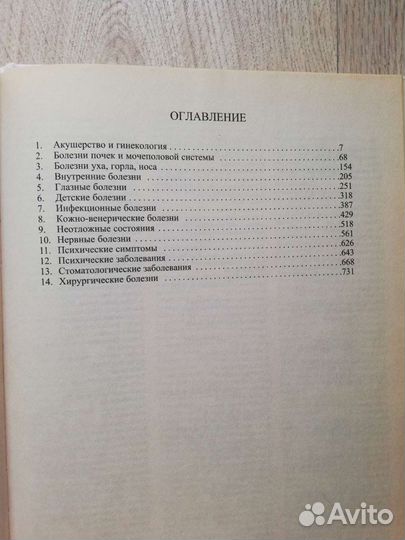 ОГЛАВЛЕНИЕ
1. Акушерство и гинекология .7
2. Болезни почек и мочеполовой системы .68
3. Болезни уха, горла, носа .154
4. Внутренние болезни .205
5. Глазные болезни .251
6. Детские болезни .318
7. Инфекционные болезни .387
8. Кожно-венерические болезни .429
9. Неотложные состояния .518
10. Нервные болезни .561
11. Психические симптомы .626
12. Психические заболевания .643
13. Стоматологические заболевания .668
14. Хирургические болезни .731
Avito